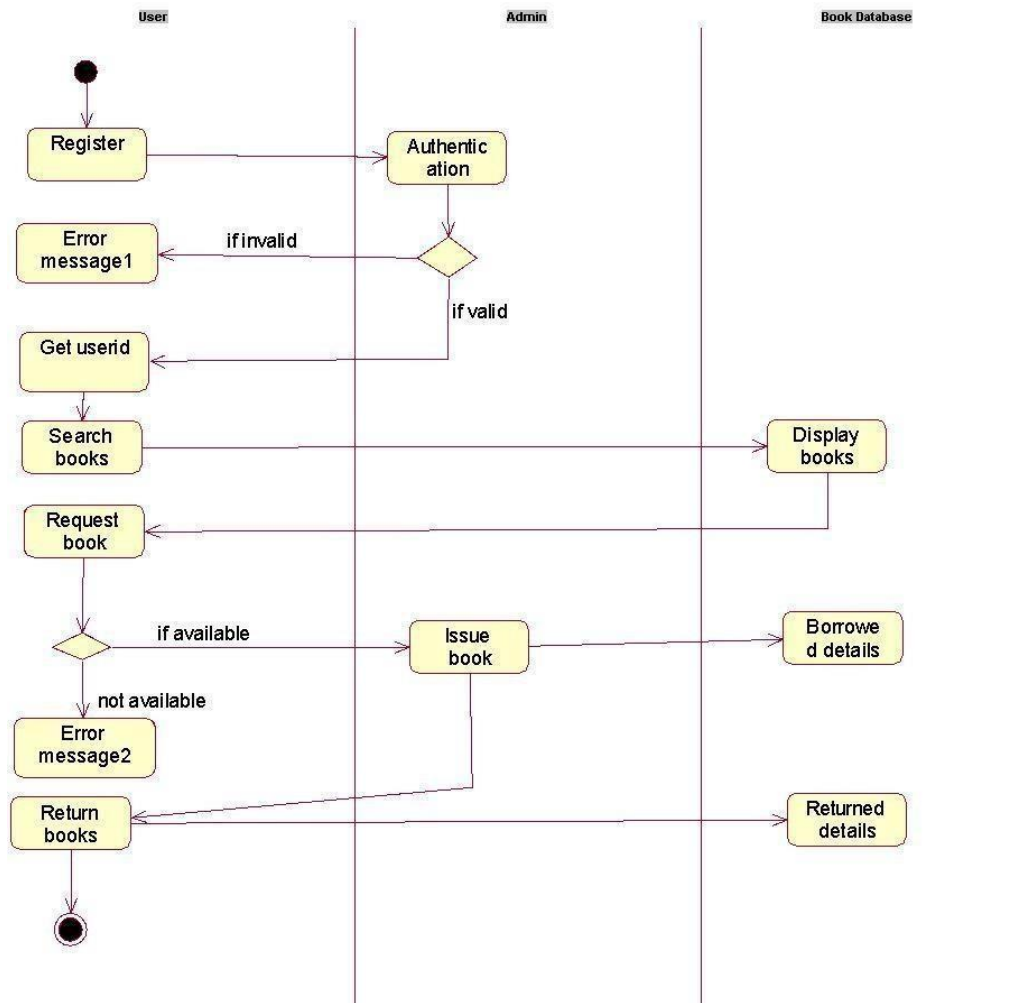 User
Admin
Book Database
Register
Authentic
ation
Error
message1
if invalid
if valid
Get userid
Search
books
Display
books
Request
book
if available
Issue
book
Borrowe
d details
not available
Error
message2
Return
books
Returned
details